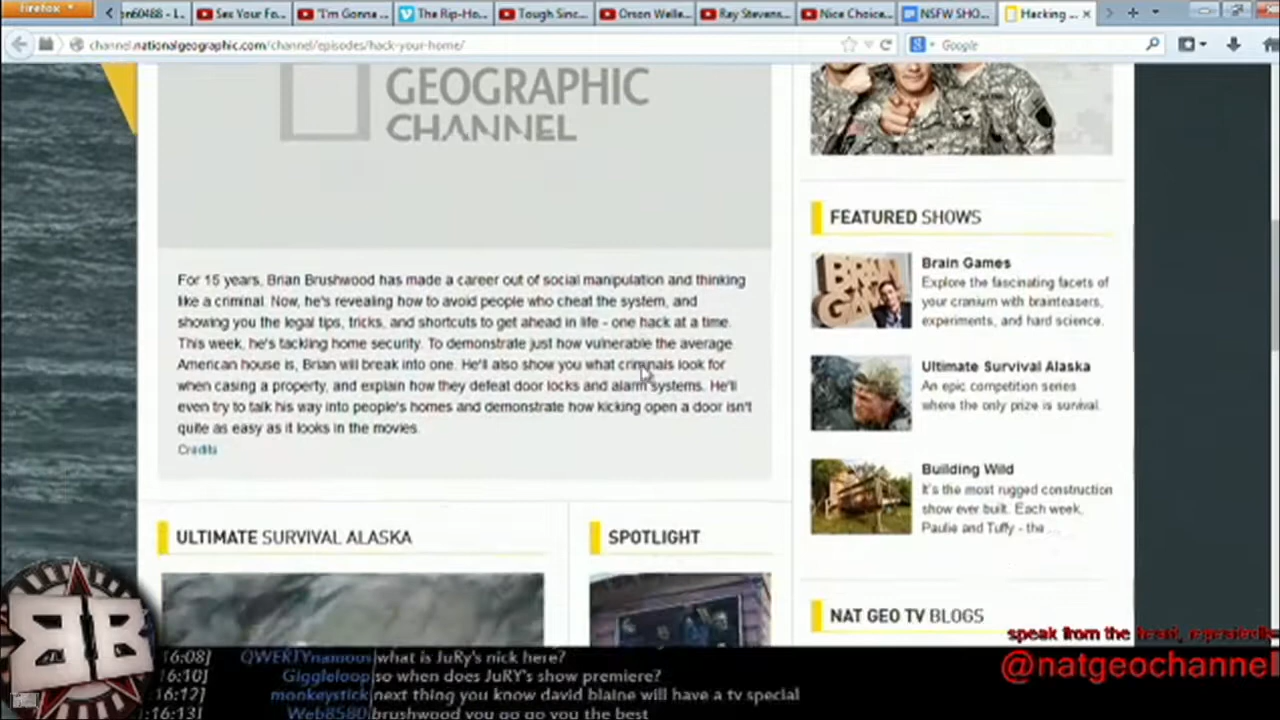 Firefox
on60488 - L...
Sex Your Fo...
"I'm Gonna ...
The Rip-Ho...
Tough Sinc...
Orson Welle...
Ray Stevens...
Nice Choice...
NSFW SHO...
Hacking ...
channel.nationalgeographic.com/channel/episodes/hack-your-home/
Google
GEOGRAPHIC
CHANNEL
For 15 years, Brian Brushwood has made a career out of social manipulation and thinking
like a criminal. Now, he's revealing how to avoid people who cheat the system, and
showing you the legal tips, tricks, and shortcuts to get ahead in life - one hack at a time.
This week, he's tackling home security. To demonstrate just how vulnerable the average
American house is, Brian will break into one. He'll also show you what criminals look for
when casing a property, and explain how they defeat door locks and alarm systems. He'll
even try to talk his way into people's homes and demonstrate how kicking open a door isn't
quite as easy as it looks in the movies.
Credits
ULTIMATE SURVIVAL ALASKA
SPOTLIGHT
FEATURED SHOWS
BRAIN
GAMES
Brain Games
Explore the fascinating facets of
your cranium with brainteasers,
experiments, and hard science.
Ultimate Survival Alaska
An epic competition series
where the only prize is survival.
Building Wild
It's the most rugged construction
show ever built. Each week,
Paulie and Tuffy - the ...
NAT GEO TV BLOGS
speak from the heart, repeatedly
@natgeochannel
BB
16:08] QWERTYnamous what is JuRy's nick here?
16:10] Giggleloop so when does JuRY's show premiere?
16:12] monkeystick next thing you know david blaine will have a tv special
16:13] Web8580 brushwood you go go you the best